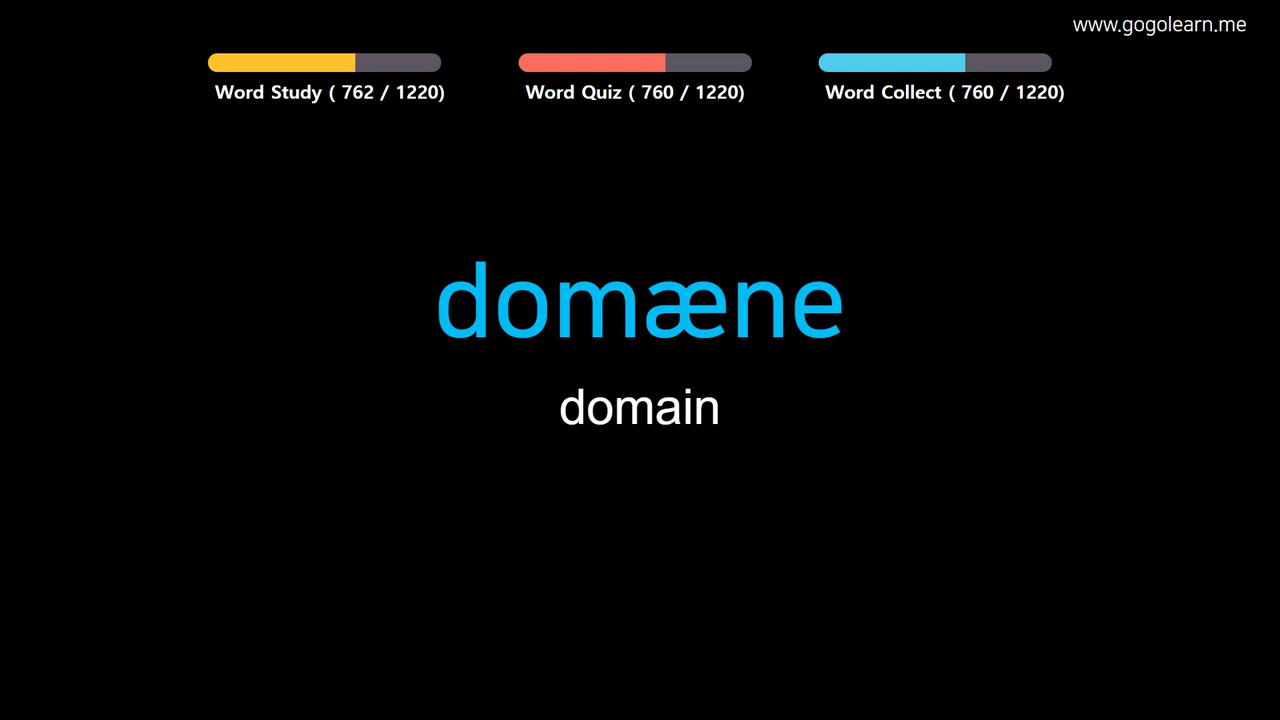 www.gogolearn.me
Word Study ( 762 / 1220)
Word Quiz ( 760 / 1220)
Word Collect ( 760 / 1220)
domæne
domain